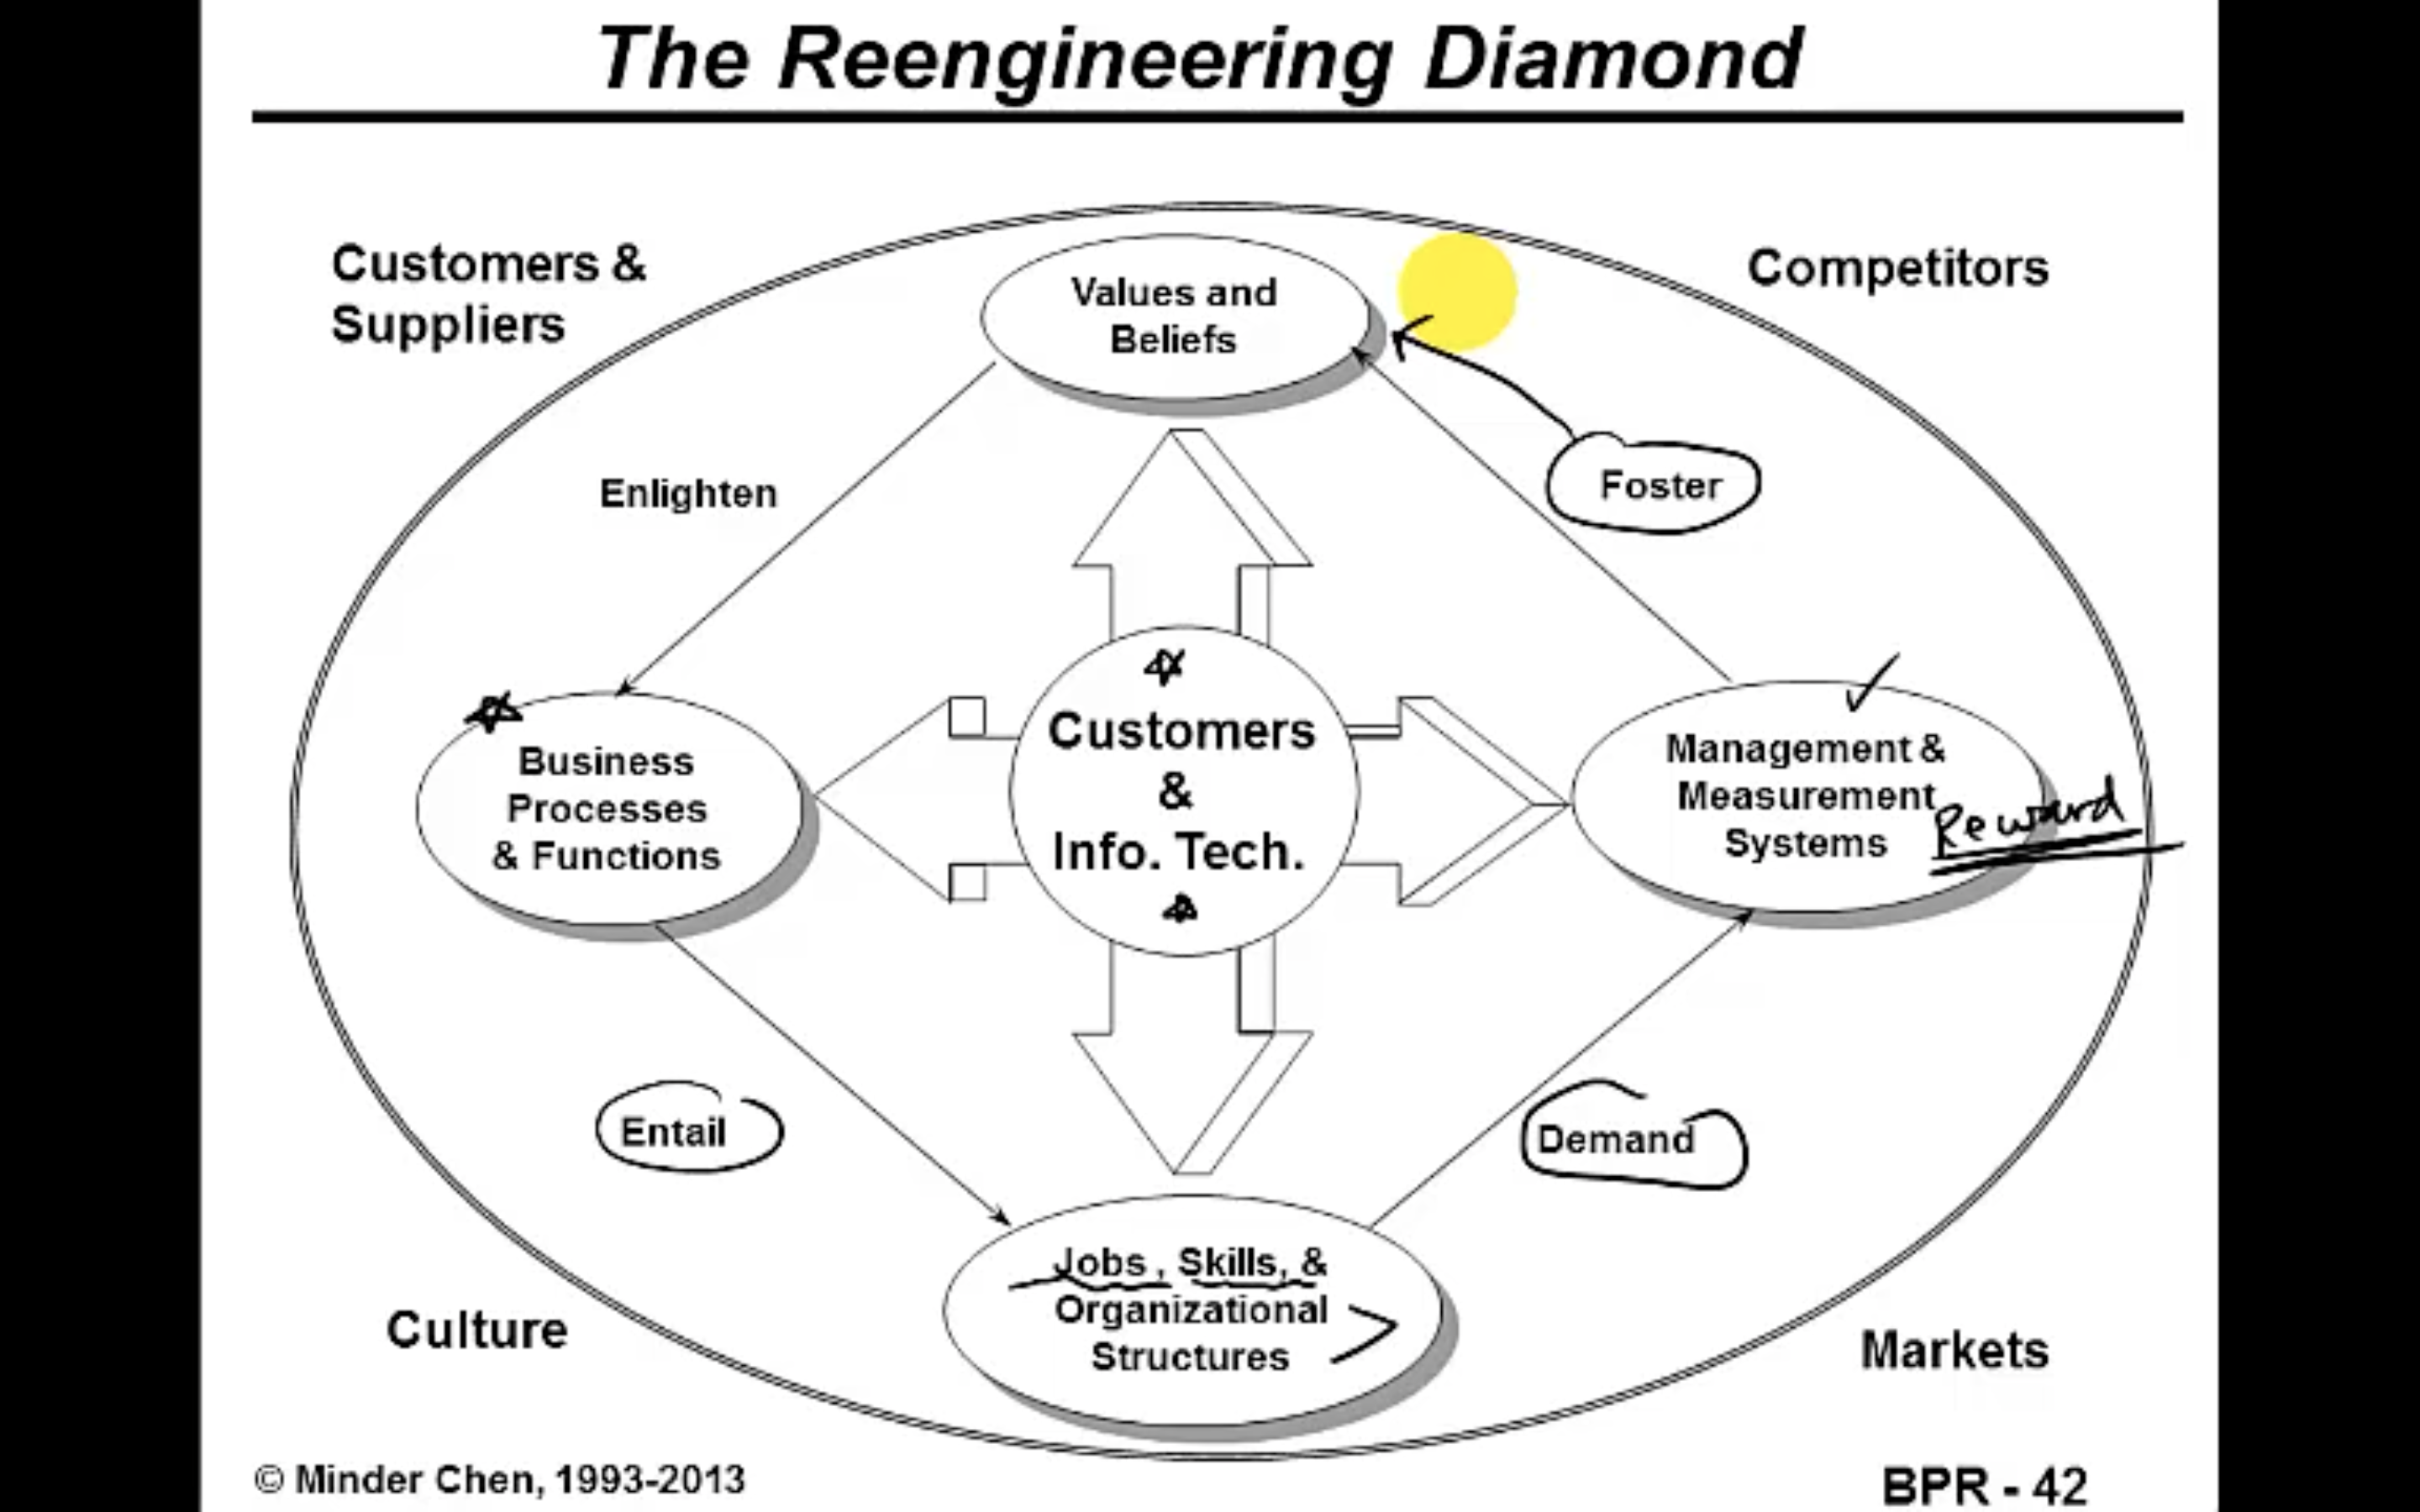 The Reengineering Diamond
Customers &
Suppliers
Competitors
Values and
Beliefs
Enlighten
Foster
Business
Processes
& Functions
Customers
&
Info. Tech.
Management &
Measurement
Systems
Reward
Entail
Demand
Jobs , Skills, &
Organizational
Structures
Culture
Markets
© Minder Chen, 1993-2013
BPR - 42